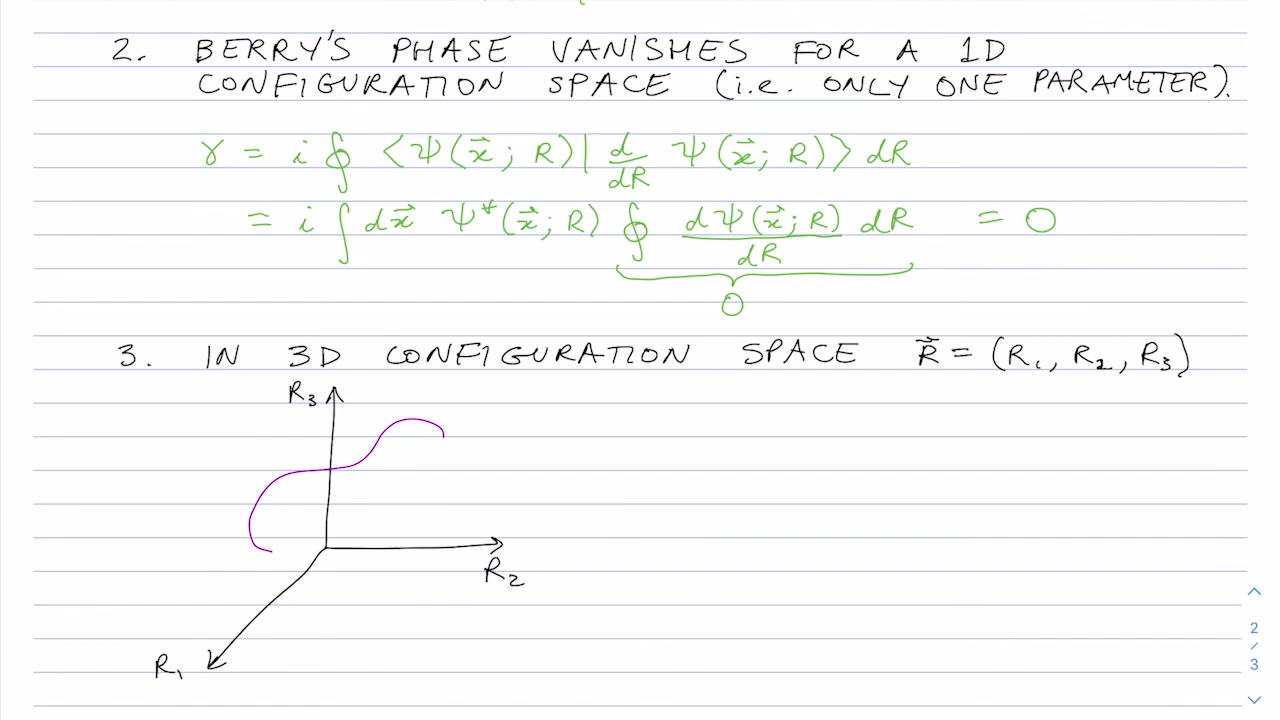 2. BERRY'S PHASE VANISHES FOR A 1D
CONFIGURATION SPACE (i.e. ONLY ONE PARAMETER).
γ = i ∮ ⟨ψ(x⃗; R)| d/dR ψ(x⃗; R)⟩ dR
= i ∫ dx⃗ ψ*(x⃗; R) ∮ dψ(x⃗; R)/dR dR = 0
0
3. IN 3D CONFIGURATION SPACE R⃗ = (R₁, R₂, R₃)
R₃
R₂
R₁
2
/
3